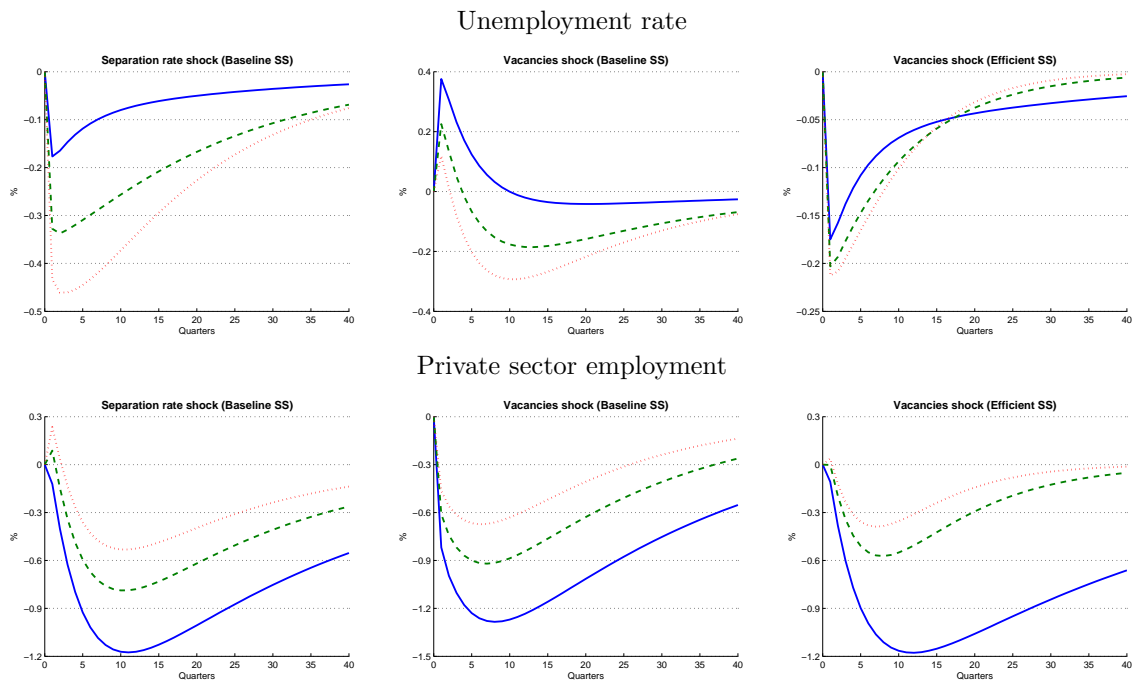 Unemployment rate
Separation rate shock (Baseline SS)
0
−0.1
−0.2
−0.3
−0.4
−0.5
%
0 5 10 15 20 25 30 35 40
Quarters
Vacancies shock (Baseline SS)
0.4
0.2
0
−0.2
−0.4
%
0 5 10 15 20 25 30 35 40
Quarters
Vacancies shock (Efficient SS)
0
−0.05
−0.1
−0.15
−0.2
−0.25
%
0 5 10 15 20 25 30 35 40
Quarters
Private sector employment
Separation rate shock (Baseline SS)
0.3
0
−0.3
−0.6
−0.9
−1.2
%
0 5 10 15 20 25 30 35 40
Quarters
Vacancies shock (Baseline SS)
0
−0.3
−0.6
−0.9
−1.2
−1.5
%
0 5 10 15 20 25 30 35 40
Quarters
Vacancies shock (Efficient SS)
0.3
0
−0.3
−0.6
−0.9
−1.2
%
0 5 10 15 20 25 30 35 40
Quarters